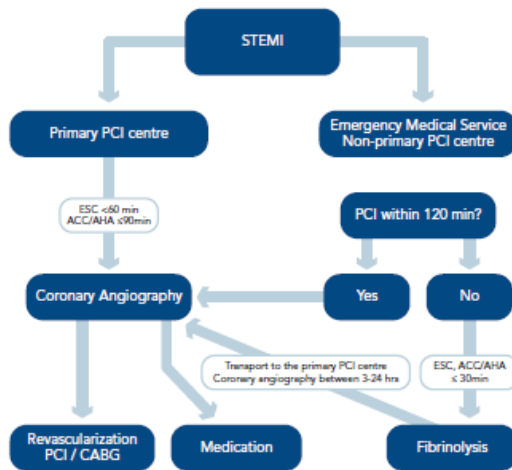 STEMI
Primary PCI centre
Emergency Medical Service
Non-primary PCI centre
ESC <60 min
ACC/AHA ≤90min
PCI within 120 min?
Coronary Angiography
Yes
No
Transport to the primary PCI centre
Coronary angiography between 3-24 hrs
ESC, ACC/AHA
≤ 30min
Revascularization
PCI / CABG
Medication
Fibrinolysis